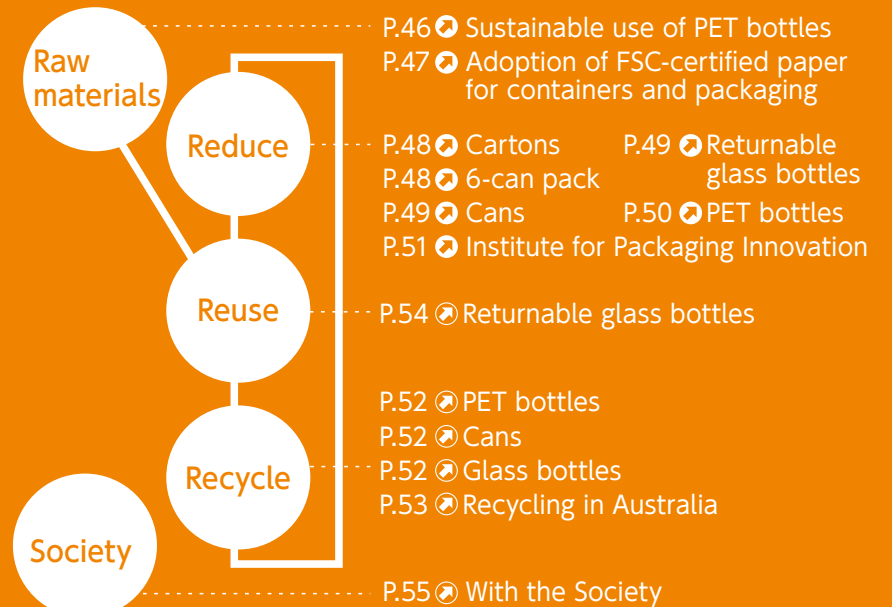 P.46 Sustainable use of PET bottles
Raw
materials
P.47 Adoption of FSC-certified paper
for containers and packaging
Reduce
P.48 Cartons
P.49 Returnable
glass bottles
P.48 6-can pack
P.49 Cans
P.50 PET bottles
P.51 Institute for Packaging Innovation
Reuse
P.54 Returnable glass bottles
Recycle
P.52 PET bottles
P.52 Cans
P.52 Glass bottles
P.53 Recycling in Australia
Society
P.55 With the Society